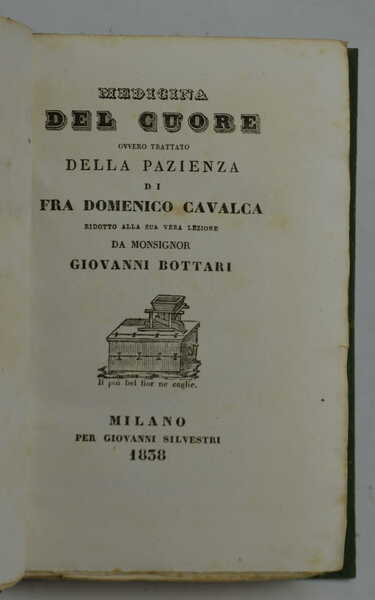 MEDICINA
DEL CUORE
OVVERO TRATTATO
DELLA PAZIENZA
DI
FRA DOMENICO CAVALCA
RIDOTTO ALLA SUA VERA LEZIONE
DA MONSIGNOR
GIOVANNI BOTTARI
Il più bel fior ne coglie.
MILANO
PER GIOVANNI SILVESTRI
1838